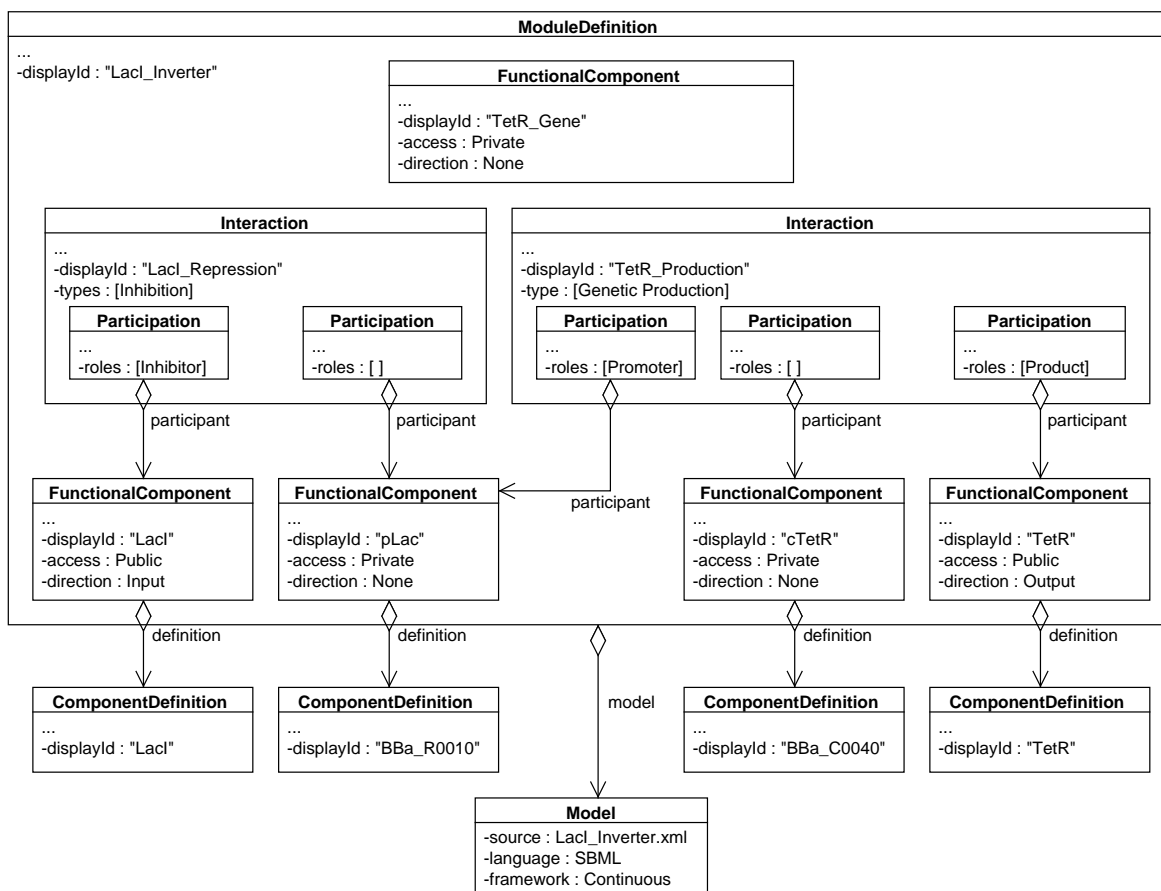 ModuleDefinition
...
-displayId : "LacI_Inverter"
FunctionalComponent
...
-displayId : "TetR_Gene"
-access : Private
-direction : None
Interaction
...
-displayId : "LacI_Repression"
-types : [Inhibition]
Participation
...
-roles : [Inhibitor]
Participation
...
-roles : [ ]
Interaction
...
-displayId : "TetR_Production"
-type : [Genetic Production]
Participation
...
-roles : [Promoter]
Participation
...
-roles : [ ]
Participation
...
-roles : [Product]
participant
participant
participant
participant
participant
FunctionalComponent
...
-displayId : "LacI"
-access : Public
-direction : Input
FunctionalComponent
...
-displayId : "pLac"
-access : Private
-direction : None
FunctionalComponent
...
-displayId : "cTetR"
-access : Private
-direction : None
FunctionalComponent
...
-displayId : "TetR"
-access : Public
-direction : Output
definition
definition
definition
definition
model
ComponentDefinition
...
-displayId : "LacI"
ComponentDefinition
...
-displayId : "BBa_R0010"
ComponentDefinition
...
-displayId : "BBa_C0040"
ComponentDefinition
...
-displayId : "TetR"
Model
-source : LacI_Inverter.xml
-language : SBML
-framework : Continuous